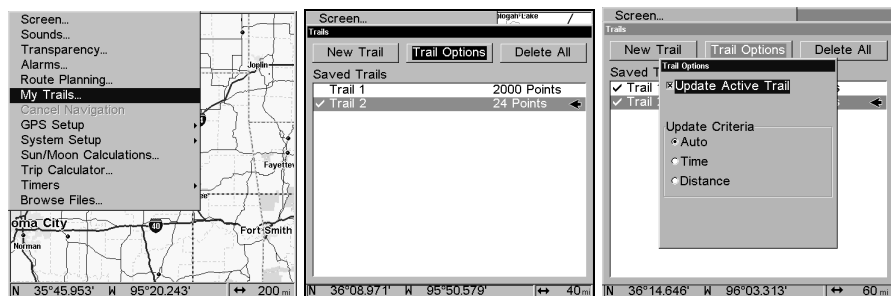 Screen...
Sounds...
Transparency...
Alarms...
Route Planning...
My Trails...
Cancel Navigation
GPS Setup
System Setup
Sun/Moon Calculations...
Trip Calculator...
Timers
Browse Files...
Joplin
Fayette
oma City
40
Fort Smith
Norman
N 35°45.953' W 95°20.243' ↔ 200 mi
Screen...
Trails
New Trail Trail Options Delete All
Saved Trails
Trail 1 2000 Points
✓ Trail 2 24 Points
N 36°08.971' W 95°50.579' ↔ 40 mi
Screen...
Trails
New Trail Trail Options Delete All
Saved T
Trail Options
✓ Trail
s
✓ Trail
s
Update Active Trail
Update Criteria
Auto
Time
Distance
N 36°14.646' W 96°03.313' ↔ 60 mi